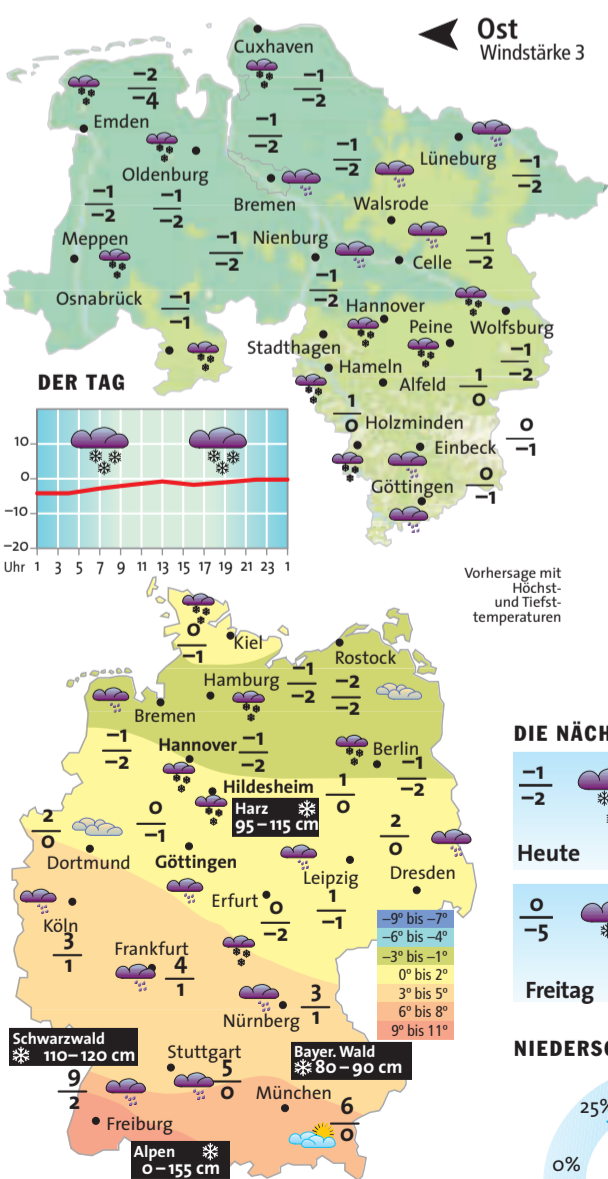 Ost
Windstärke 3
Cuxhaven
−1
−2
−2
−4
Emden
−1
−2
Oldenburg
−1
−2
Lüneburg
−1
−2
Bremen
Walsrode
−1
−2
−1
−2
Meppen
−1
−2
Nienburg
Celle
−1
−2
Osnabrück
−1
−1
−1
−2
Hannover
Peine
Wolfsburg
−1
−2
Stadthagen
Hameln
Alfeld
1
0
1
0
Holzminden
Einbeck
0
−1
Göttingen
0
−1
DER TAG
10
0
−10
−20
Uhr 1 3 5 7 9 11 13 15 17 19 21 23 1
Vorhersage mit
Höchst-
und Tiefst-
temperaturen
0
−1
Kiel
Rostock
Hamburg
−1
−2
−2
−2
Bremen
−1
−2
Hannover
−1
−2
Berlin
−1
−2
Hildesheim
1
0
Harz
95–115 cm
2
0
0
−1
2
0
Dortmund
Göttingen
Leipzig
Dresden
Erfurt
0
−2
1
−1
Köln
3
1
Frankfurt
4
1
Nürnberg
3
1
−9° bis −7°
−6° bis −4°
−3° bis −1°
0° bis 2°
3° bis 5°
6° bis 8°
9° bis 11°
Schwarzwald
110–120 cm
Stuttgart
5
0
Bayer. Wald
80–90 cm
9
2
München
6
0
Freiburg
Alpen
0–155 cm
DIE NÄCH
−1
−2
Heute
0
−5
Freitag
NIEDERSC
25%
0%